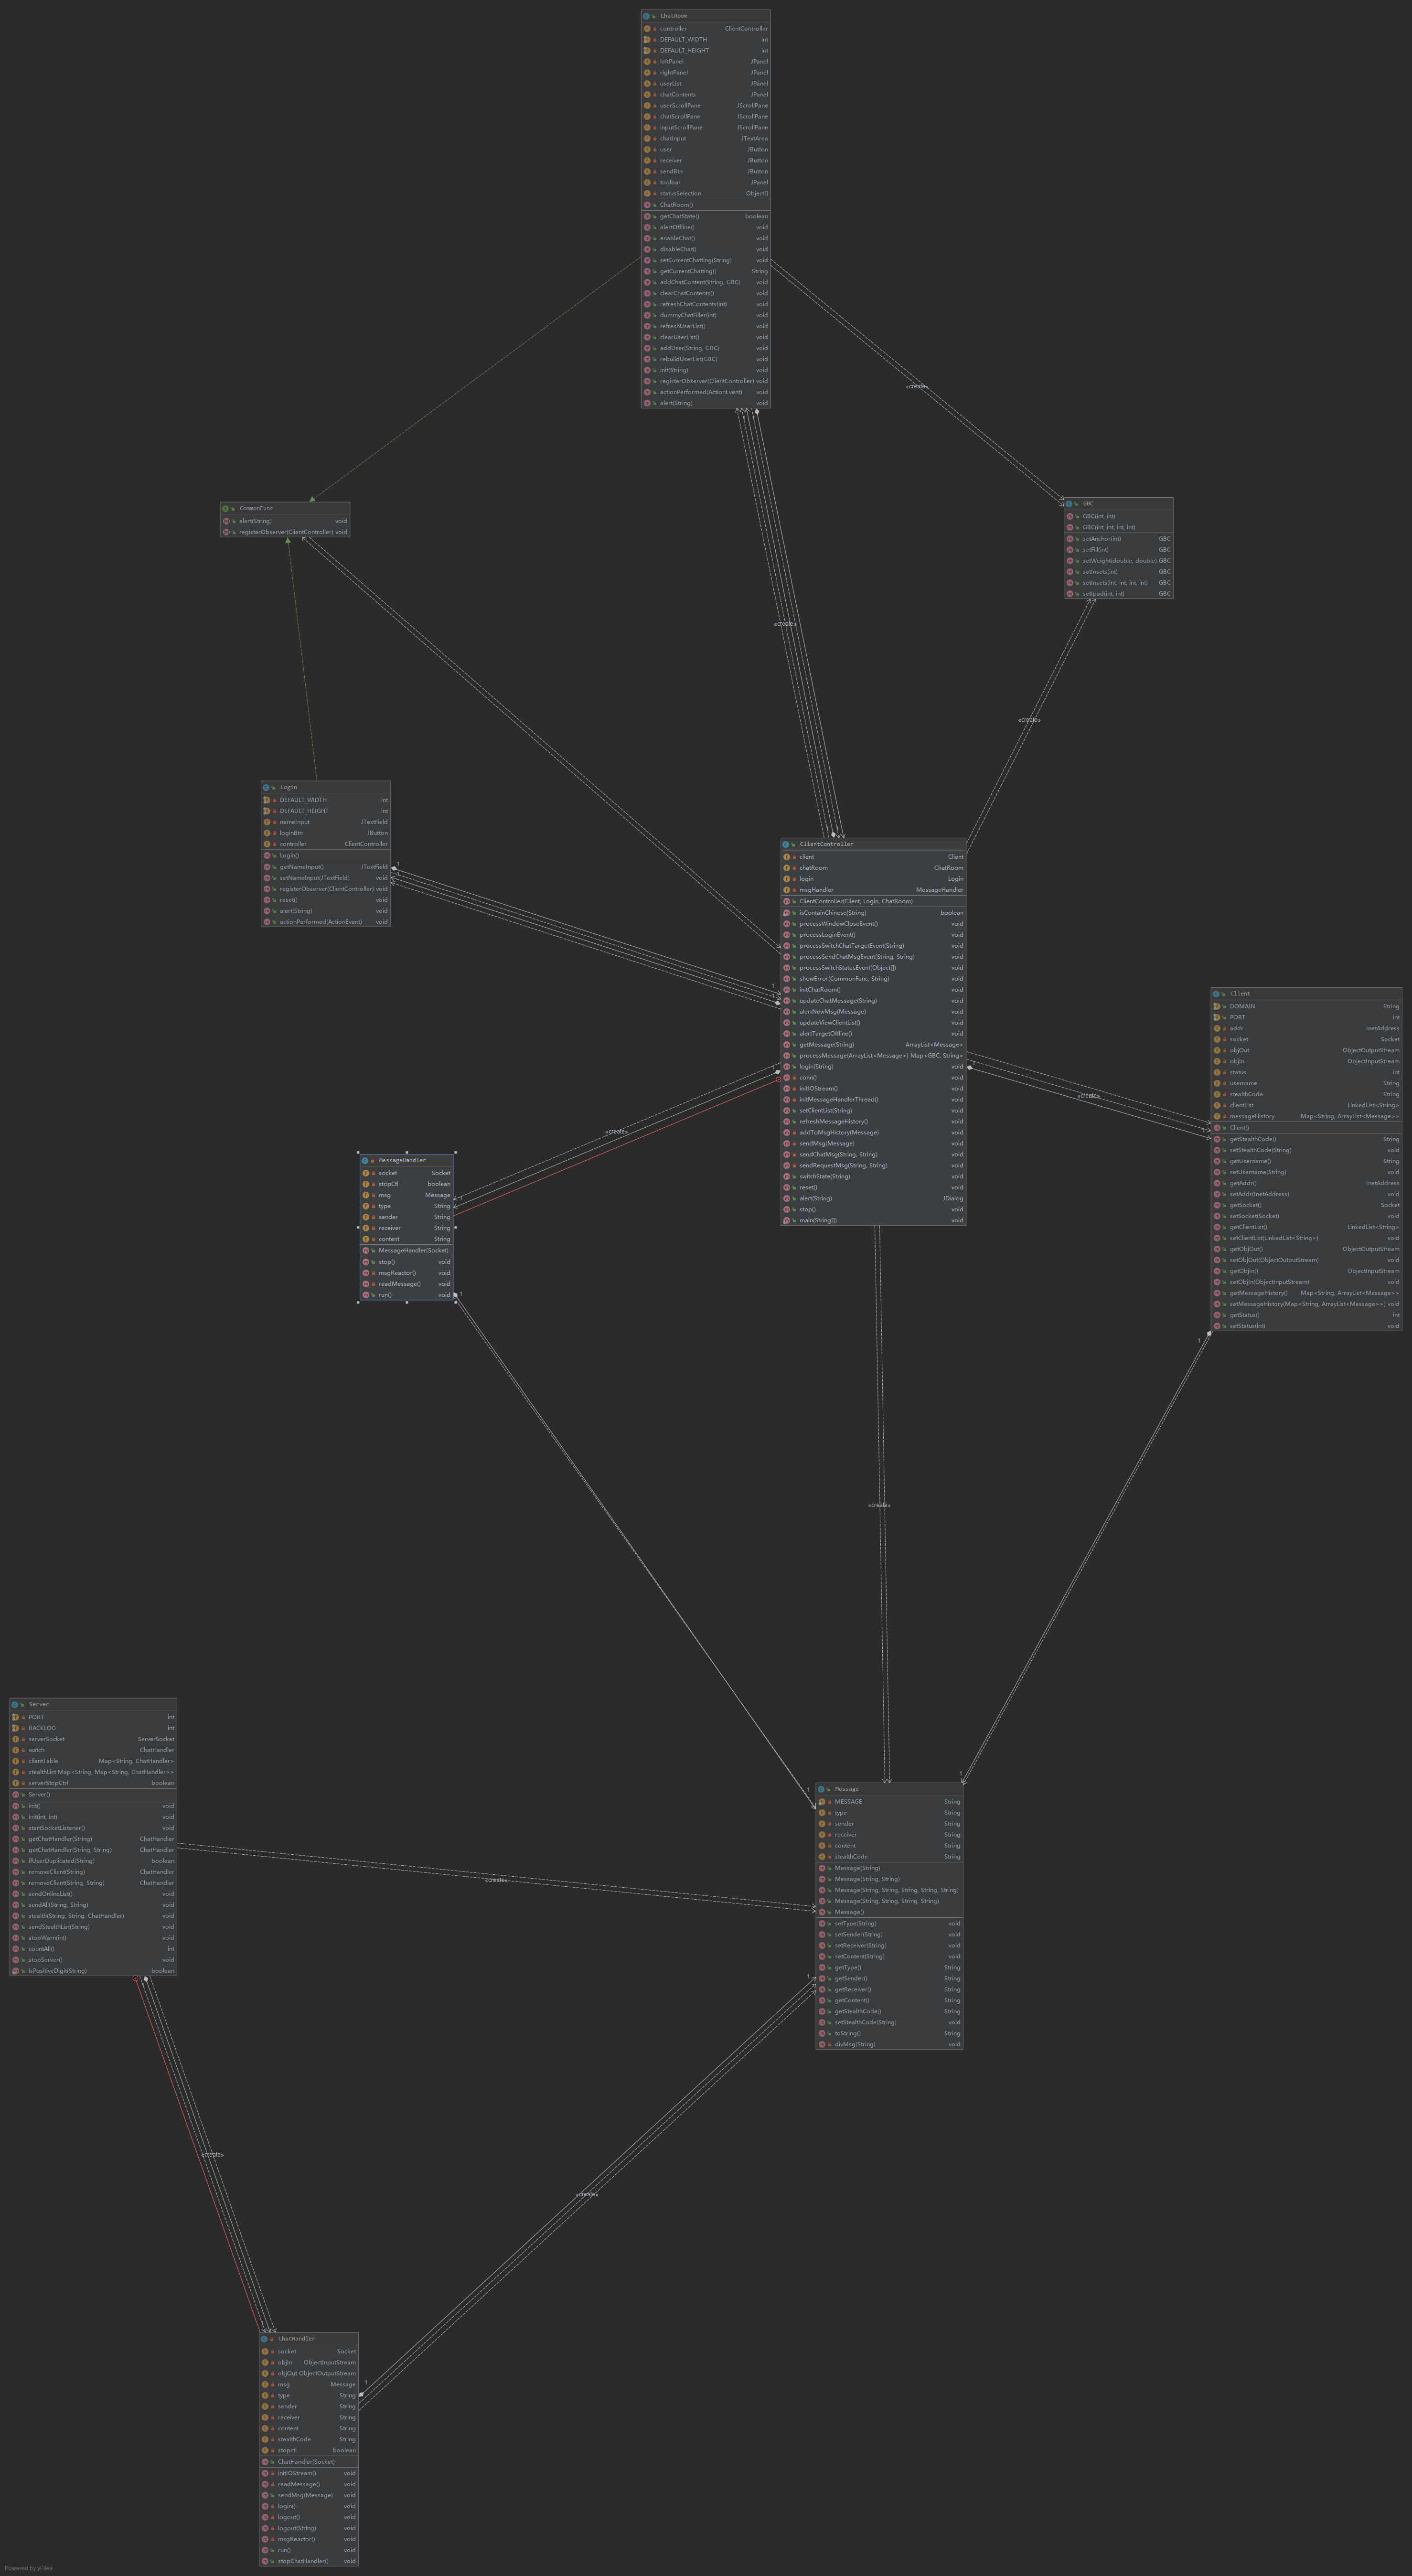 ChatRoom
controller ClientController
DEFAULT_WIDTH int
DEFAULT_HEIGHT int
leftPanel JPanel
rightPanel JPanel
userList JPanel
chatContents JPanel
userScrollPane JScrollPane
chatScrollPane JScrollPane
inputScrollPane JScrollPane
chatInput JTextArea
user JButton
receiver JButton
sendBtn JButton
toolbar JPanel
statusSelection Object[]
ChatRoom()
getChatState() boolean
alertOffline() void
enableChat() void
disableChat() void
setCurrentChatting(String) void
getCurrentChatting() String
addChatContent(String, GBC) void
clearChatContents() void
refreshChatContents(int) void
dummyChatFiller(int) void
refreshUserList() void
clearUserList() void
addUser(String, GBC) void
rebuildUserList(GBC) void
init(String) void
registerObserver(ClientController) void
actionPerformed(ActionEvent) void
alert(String) void
«create»
CommonFunc
alert(String) void
registerObserver(ClientController) void
GBC
GBC(int, int)
GBC(int, int, int, int)
setAnchor(int) GBC
setFill(int) GBC
setWeight(double, double) GBC
setInsets(int) GBC
setInsets(int, int, int, int) GBC
setIpad(int, int) GBC
«create»
«create»
Login
DEFAULT_WIDTH int
DEFAULT_HEIGHT int
nameInput JTextField
loginBtn JButton
controller ClientController
Login()
getNameInput() JTextField
setNameInput(JTextField) void
registerObserver(ClientController) void
reset() void
alert(String) void
actionPerformed(ActionEvent) void
1
1
ClientController
client Client
chatRoom ChatRoom
login Login
msgHandler MessageHandler
ClientController(Client, Login, ChatRoom)
isContainChinese(String) boolean
processWindowCloseEvent() void
processLoginEvent() void
processSwitchChatTargetEvent(String) void
processSendChatMsgEvent(String, String) void
processSwitchStatusEvent(Object[]) void
showError(CommonFunc, String) void
initChatRoom() void
updateChatMessage(String) void
alertNewMsg(Message) void
updateViewClientList() void
alertTargetOffline() void
getMessage(String) ArrayList<Message>
processMessage(ArrayList<Message>) Map<GBC, String>
login(String) void
conn() void
initIOStream() void
initMessageHandlerThread() void
setClientList(String) void
refreshMessageHistory() void
addToMsgHistory(Message) void
sendMsg(Message) void
sendChatMsg(String, String) void
sendRequestMsg(String, String) void
switchState(String) void
reset() void
alert(String) JDialog
stop() void
main(String[]) void
«create»
«create»
Client
DOMAIN String
PORT int
addr InetAddress
socket Socket
objOut ObjectOutputStream
objIn ObjectInputStream
status int
username String
stealthCode String
clientList LinkedList<String>
messageHistory Map<String, ArrayList<Message>>
Client()
getStealthCode() String
setStealthCode(String) void
getUsername() String
setUsername(String) void
getAddr() InetAddress
setAddr(InetAddress) void
getSocket() Socket
setSocket(Socket) void
getClientList() LinkedList<String>
setClientList(LinkedList<String>) void
getObjOut() ObjectOutputStream
setObjOut(ObjectOutputStream) void
getObjIn() ObjectInputStream
setObjIn(ObjectInputStream) void
getMessageHistory() Map<String, ArrayList<Message>>
setMessageHistory(Map<String, ArrayList<Message>>) void
getStatus() int
setStatus(int) void
1
MessageHandler
socket Socket
stopCtl boolean
msg Message
type String
sender String
receiver String
content String
MessageHandler(Socket)
stop() void
msgReactor() void
readMessage() void
run() void
1
«create»
Server
PORT int
BACKLOG int
serverSocket ServerSocket
watch ChatHandler
clientTable Map<String, ChatHandler>
stealthList Map<String, Map<String, ChatHandler>>
serverStopCtrl boolean
Server()
init() void
init(int, int) void
startSocketListener() void
getChatHandler(String) ChatHandler
getChatHandler(String, String) ChatHandler
ifUserDuplicated(String) boolean
removeClient(String) ChatHandler
removeClient(String, String) ChatHandler
sendOnlineList() void
sendAll(String, String) void
stealth(String, String, ChatHandler) void
sendStealthList(String) void
stopWarn(int) void
countAll() int
stopServer() void
isPositiveDigit(String) boolean
«create»
1
1
Message
MESSAGE String
type String
sender String
receiver String
content String
stealthCode String
Message(String)
Message(String, String)
Message(String, String, String, String, String)
Message(String, String, String, String)
Message()
setType(String) void
setSender(String) void
setReceiver(String) void
setContent(String) void
getType() String
getSender() String
getReceiver() String
getContent() String
getStealthCode() String
setStealthCode(String) void
toString() String
divMsg(String) void
1
«create»
«create»
ChatHandler
socket Socket
objIn ObjectInputStream
objOut ObjectOutputStream
msg Message
type String
sender String
receiver String
content String
stealthCode String
stopctl boolean
ChatHandler(Socket)
initIOStream() void
readMessage() void
sendMsg(Message) void
login() void
logout() void
logout(String) void
msgReactor() void
run() void
stopChatHandler() void
1
Powered by yFiles